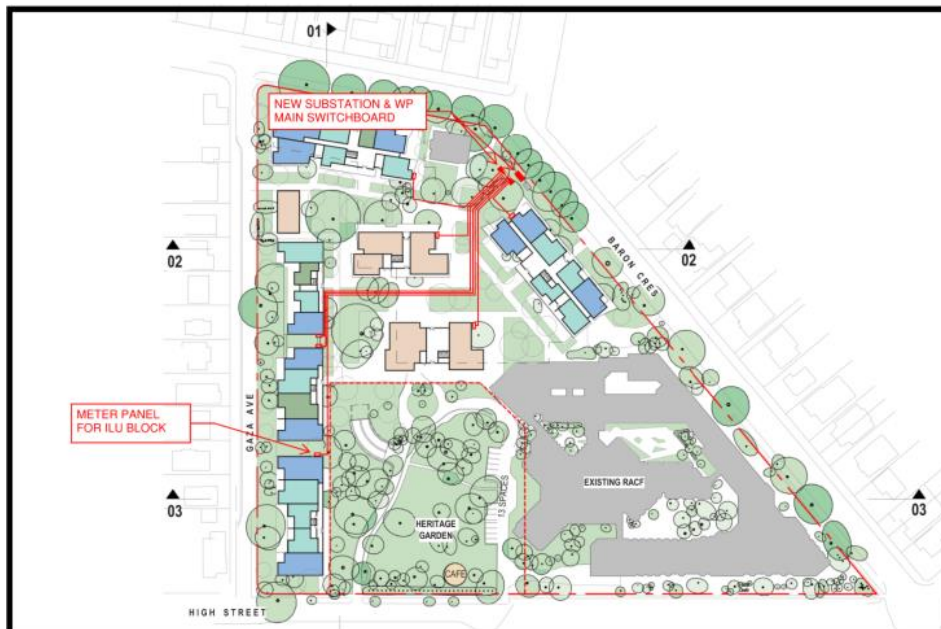 01
NEW SUBSTATION & WP
MAIN SWITCHBOARD
02
02
BARON CRES
GAZA AVE
METER PANEL
FOR ILU BLOCK
03
EXISTING RACF
03
13 SPACES
HERITAGE
GARDEN
CAFE
HIGH STREET